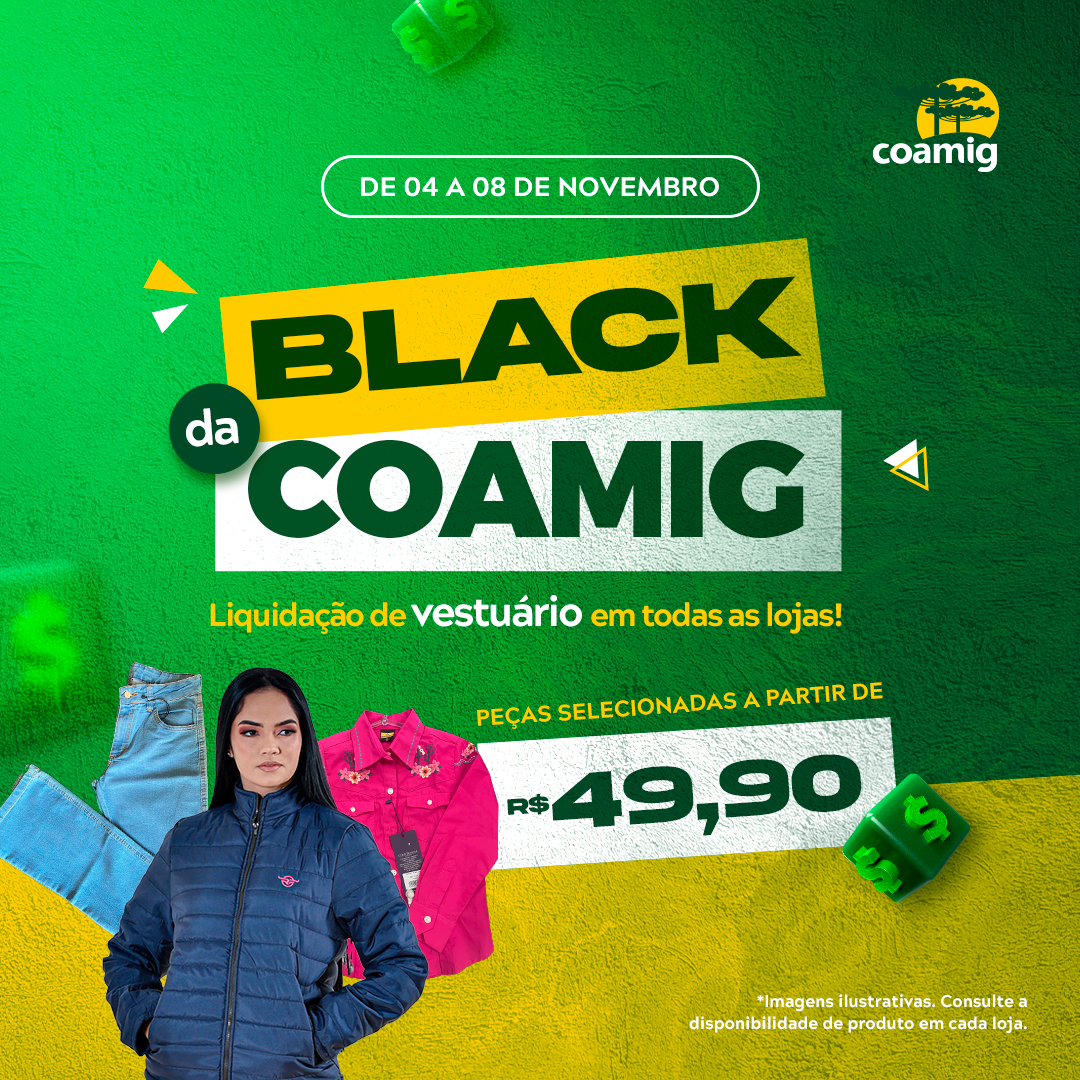 coamig
DE 04 A 08 DE NOVEMBRO
BLACK
da
COAMIG
Liquidação de vestuário em todas as lojas!
PEÇAS SELECIONADAS A PARTIR DE
R$49,90
*Imagens ilustrativas. Consulte a
disponibilidade de produto em cada loja.